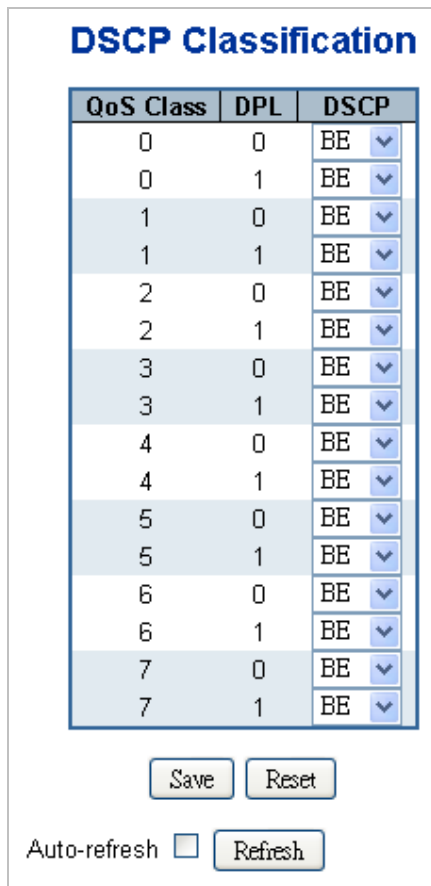 DSCP Classification
QoS Class DPL DSCP
0 0 BE
0 1 BE
1 0 BE
1 1 BE
2 0 BE
2 1 BE
3 0 BE
3 1 BE
4 0 BE
4 1 BE
5 0 BE
5 1 BE
6 0 BE
6 1 BE
7 0 BE
7 1 BE
Save Reset
Auto-refresh Refresh